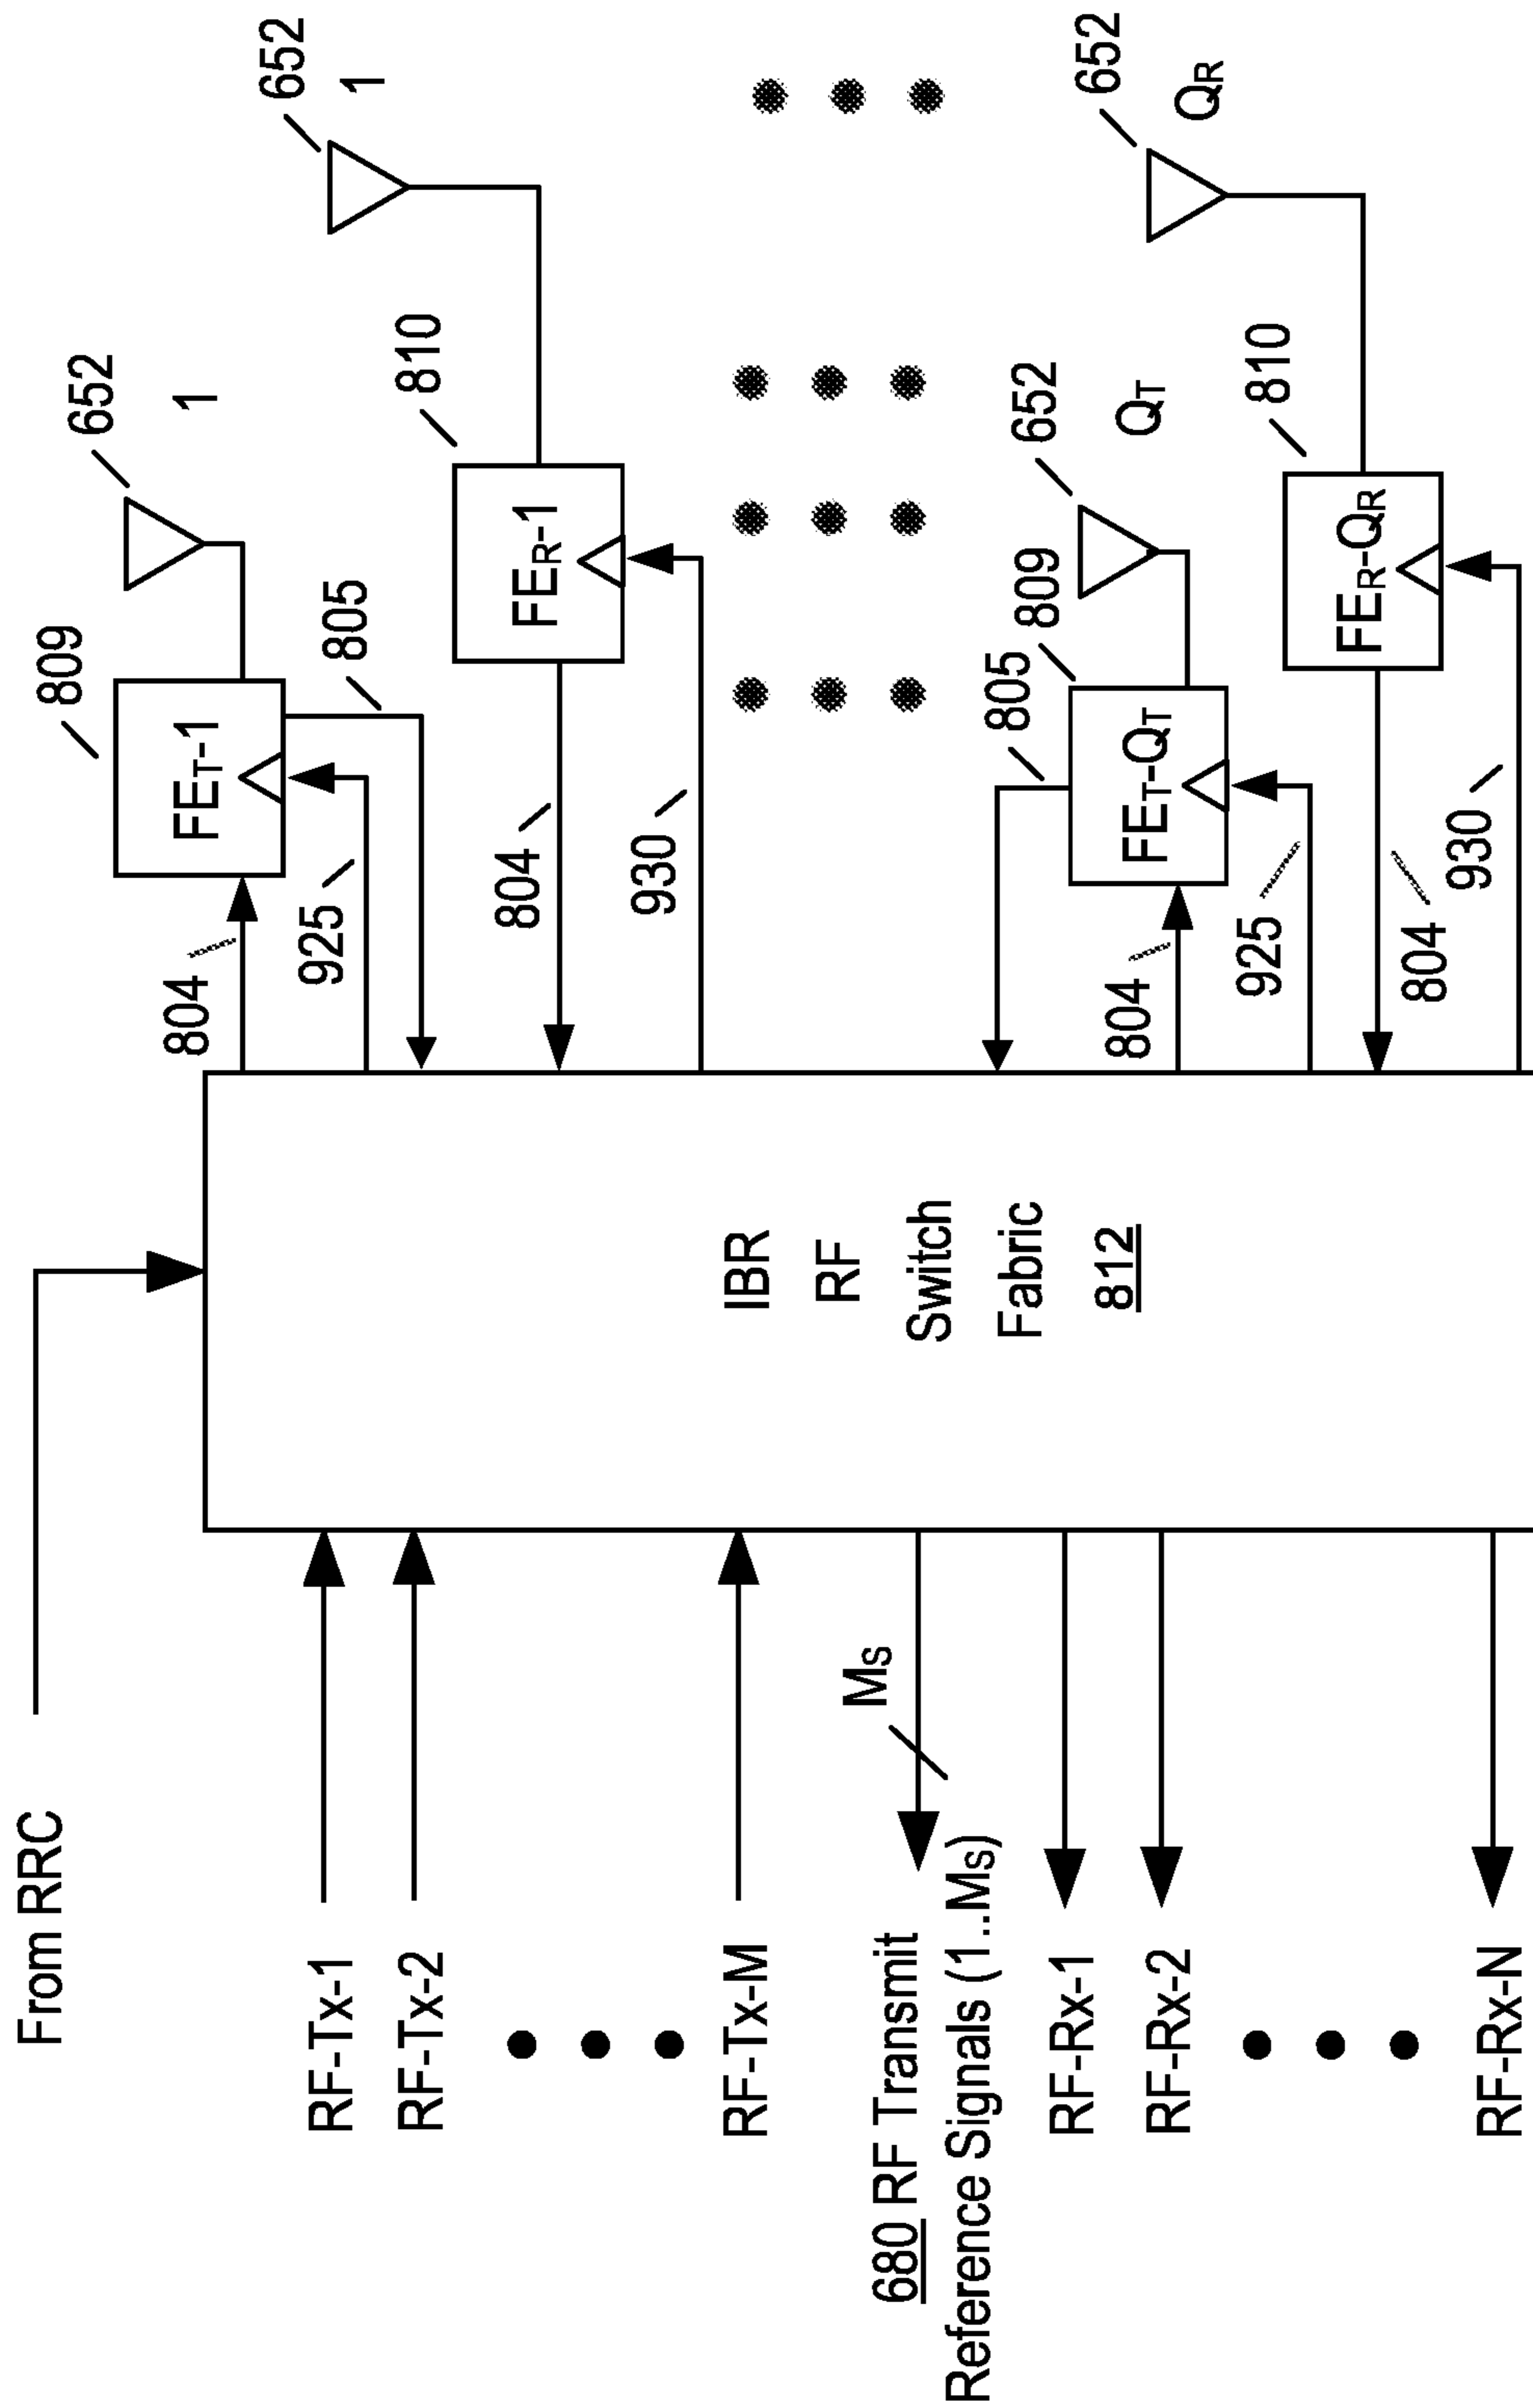 From RRC
RF-Tx-1
RF-Tx-2
RF-Tx-M
680 RF Transmit
Reference Signals (1..MS)
MS
RF-Rx-1
RF-Rx-2
RF-Rx-N
IBR
RF
Switch
Fabric
812
804
925
809
FET-1
805
652
1
804
930
810
FER-1
652
1
805
809
804
925
FET-QT
652
QT
804
930
810
FER-QR
652
QR